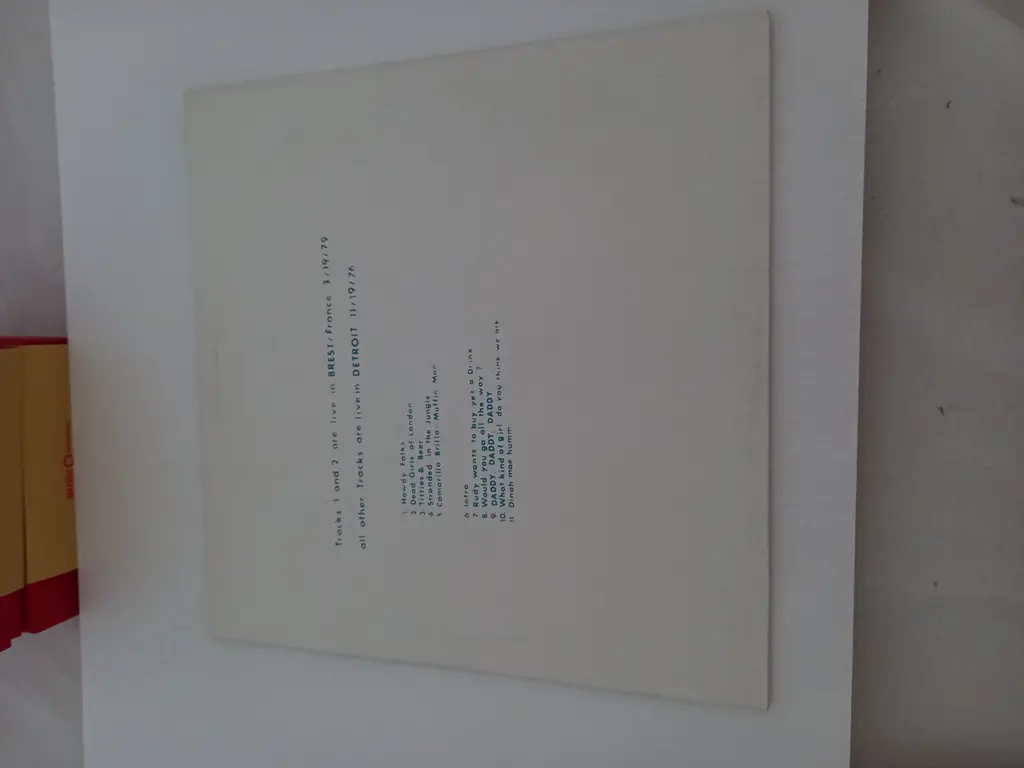 Tracks 1 and 2 are live in BREST/France 3/19/79
all other Tracks are live in DETROIT 11/19/76
1 Howdy Folks
2 Dead Girls of London
3 Titties & Beer
4 Stranded in the Jungle
5 Camarillo Brillo - Muffin Man
6 Intro
7 Rudy wants to buy yez a Drink
8. Would you go all the way ?
9. DADDY, DADDY, DADDY
10. What kind of girl do you think we are
11 Dinah moe humm